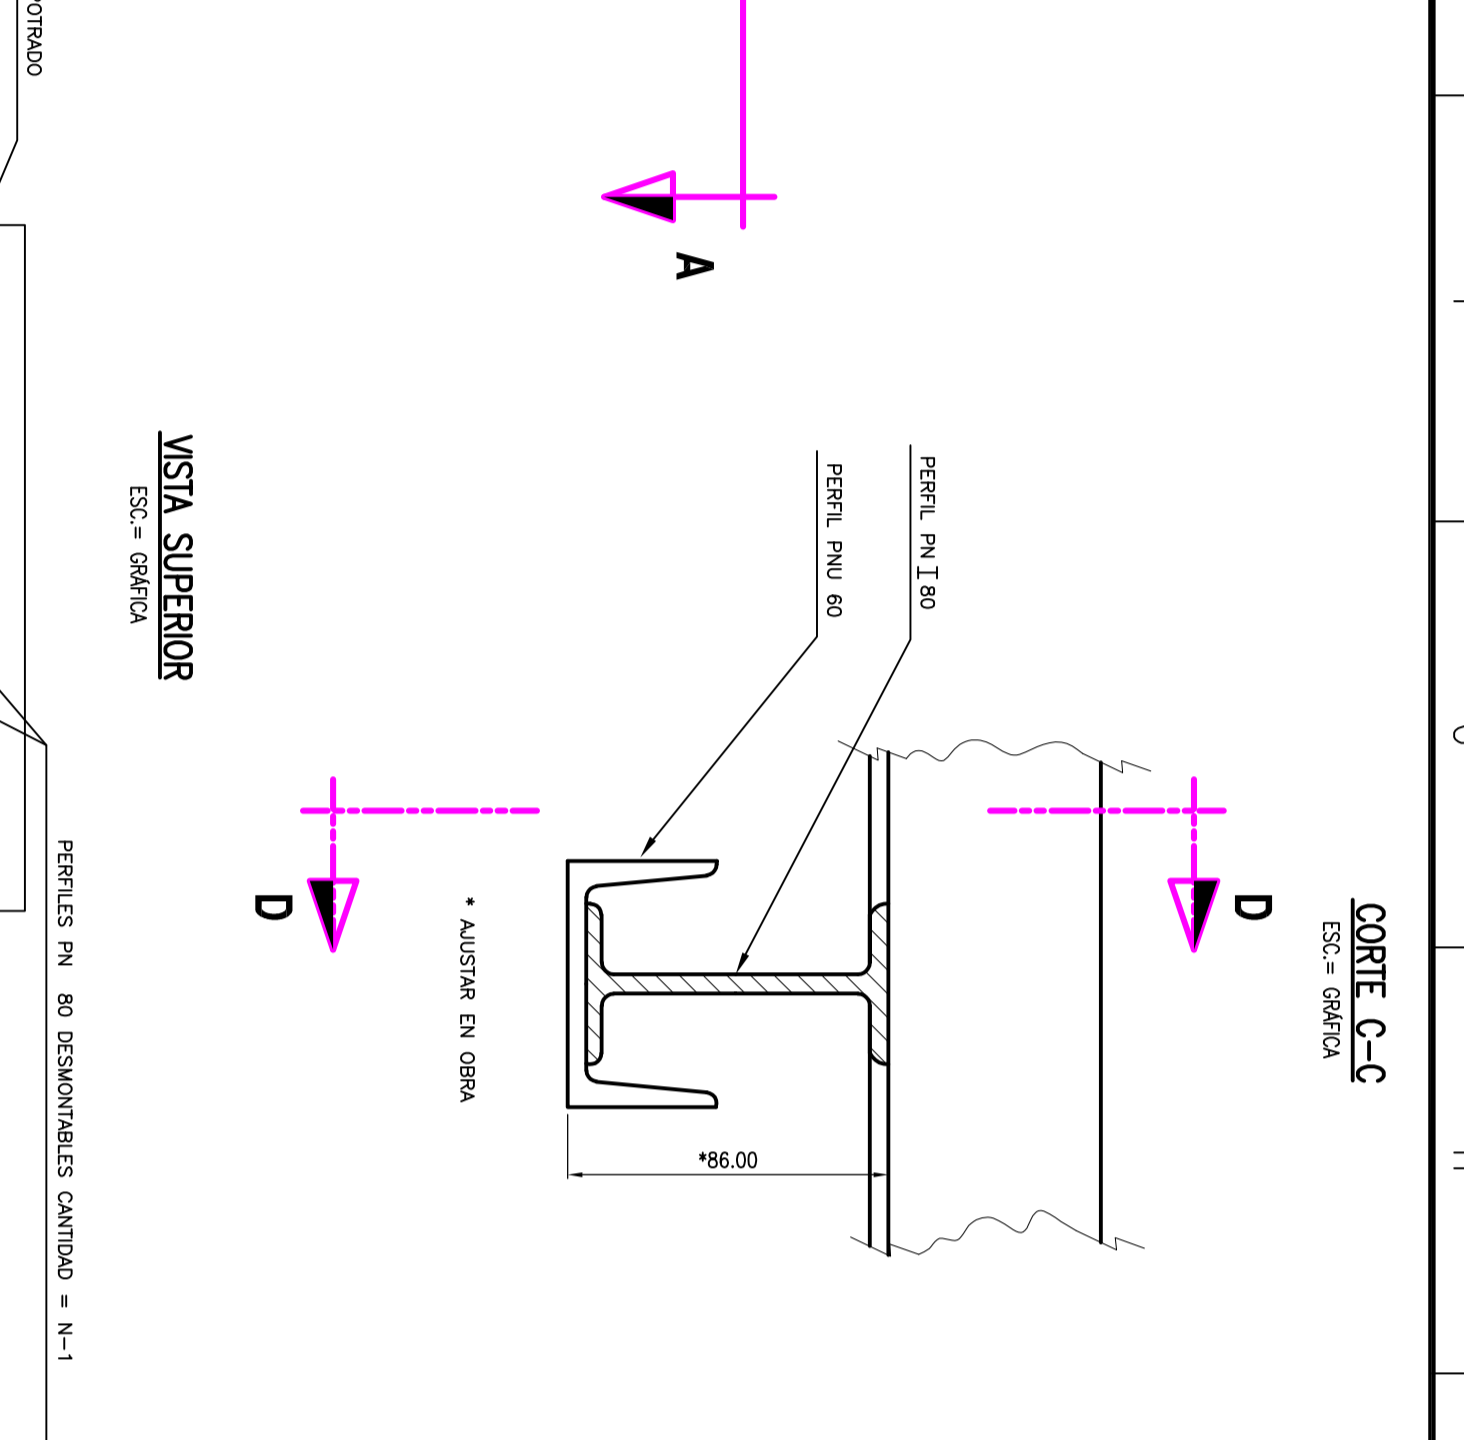 CORTE C-C
ESC.= GRÁFICA
D
PERFIL PN I 80
PERFIL PNU 60
*86.00
A
* AJUSTAR EN OBRA
D
VISTA SUPERIOR
ESC.= GRÁFICA
PERFILES PN 80 DESMONTABLES CANTIDAD = N-1
POTRADO